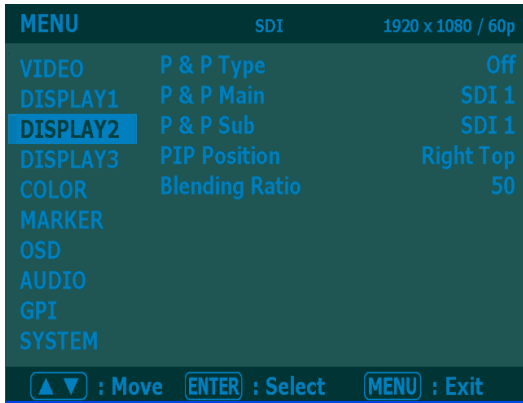 MENU SDI 1920 x 1080 / 60p
VIDEO P & P Type Off
DISPLAY1 P & P Main SDI 1
DISPLAY2 P & P Sub SDI 1
DISPLAY3 PIP Position Right Top
COLOR Blending Ratio 50
MARKER
OSD
AUDIO
GPI
SYSTEM
▲ ▼ : Move ENTER : Select MENU : Exit